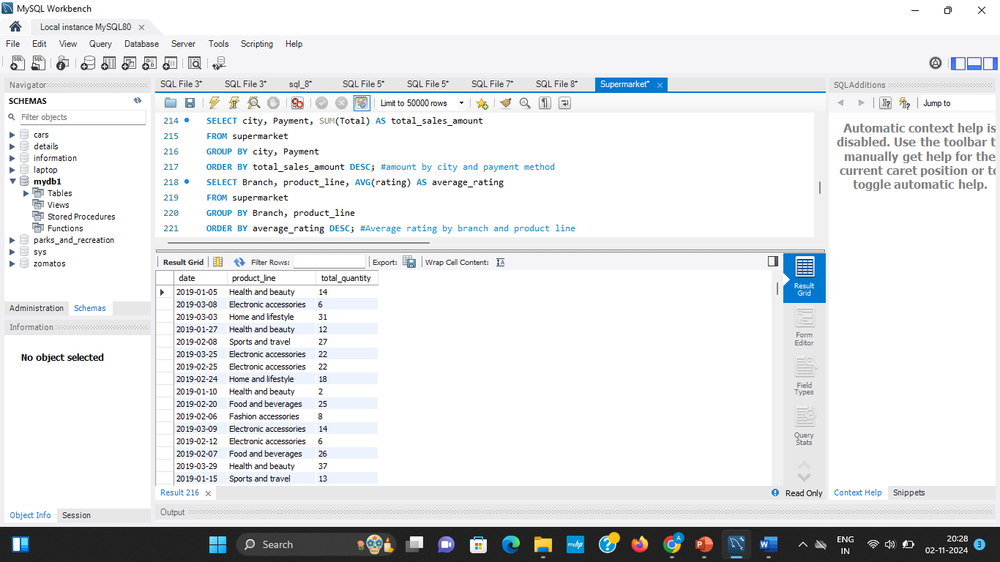 MySQL Workbench
Local instance MySQL80
File Edit View Query Database Server Tools Scripting Help
Navigator
SCHEMAS
Filter objects
cars
details
information
laptop
mydb1
Tables
Views
Stored Procedures
Functions
parks_and_recreation
sys
zomatos
Administration Schemas
Information
No object selected
Object Info Session
SQL File 3* SQL File 3* sql_8* SQL File 5* SQL File 5* SQL File 7* SQL File 8* Supermarket*
Limit to 50000 rows
214 SELECT city, Payment, SUM(Total) AS total_sales_amount
215 FROM supermarket
216 GROUP BY city, Payment
217 ORDER BY total_sales_amount DESC; #amount by city and payment method
218 SELECT Branch, product_line, AVG(rating) AS average_rating
219 FROM supermarket
220 GROUP BY Branch, product_line
221 ORDER BY average_rating DESC; #Average rating by branch and product line
Result Grid Filter Rows: Export: Wrap Cell Content:
date product_line total_quantity
2019-01-05 Health and beauty 14
2019-03-08 Electronic accessories 6
2019-03-03 Home and lifestyle 31
2019-01-27 Health and beauty 12
2019-02-08 Sports and travel 27
2019-03-25 Electronic accessories 22
2019-02-25 Electronic accessories 22
2019-02-24 Home and lifestyle 18
2019-01-10 Health and beauty 2
2019-02-20 Food and beverages 25
2019-02-06 Fashion accessories 8
2019-03-09 Electronic accessories 14
2019-02-12 Electronic accessories 6
2019-02-07 Food and beverages 26
2019-03-29 Health and beauty 37
2019-01-15 Sports and travel 13
Result 216
Read Only
Output
Result
Grid
Form
Editor
Field
Types
Query
Stats
SQLAdditions
Jump to
Automatic context help is
disabled. Use the toolbar t
manually get help for the
current caret position or to
toggle automatic help.
Context Help Snippets
Search
ENG
IN
20:28
02-11-2024
3